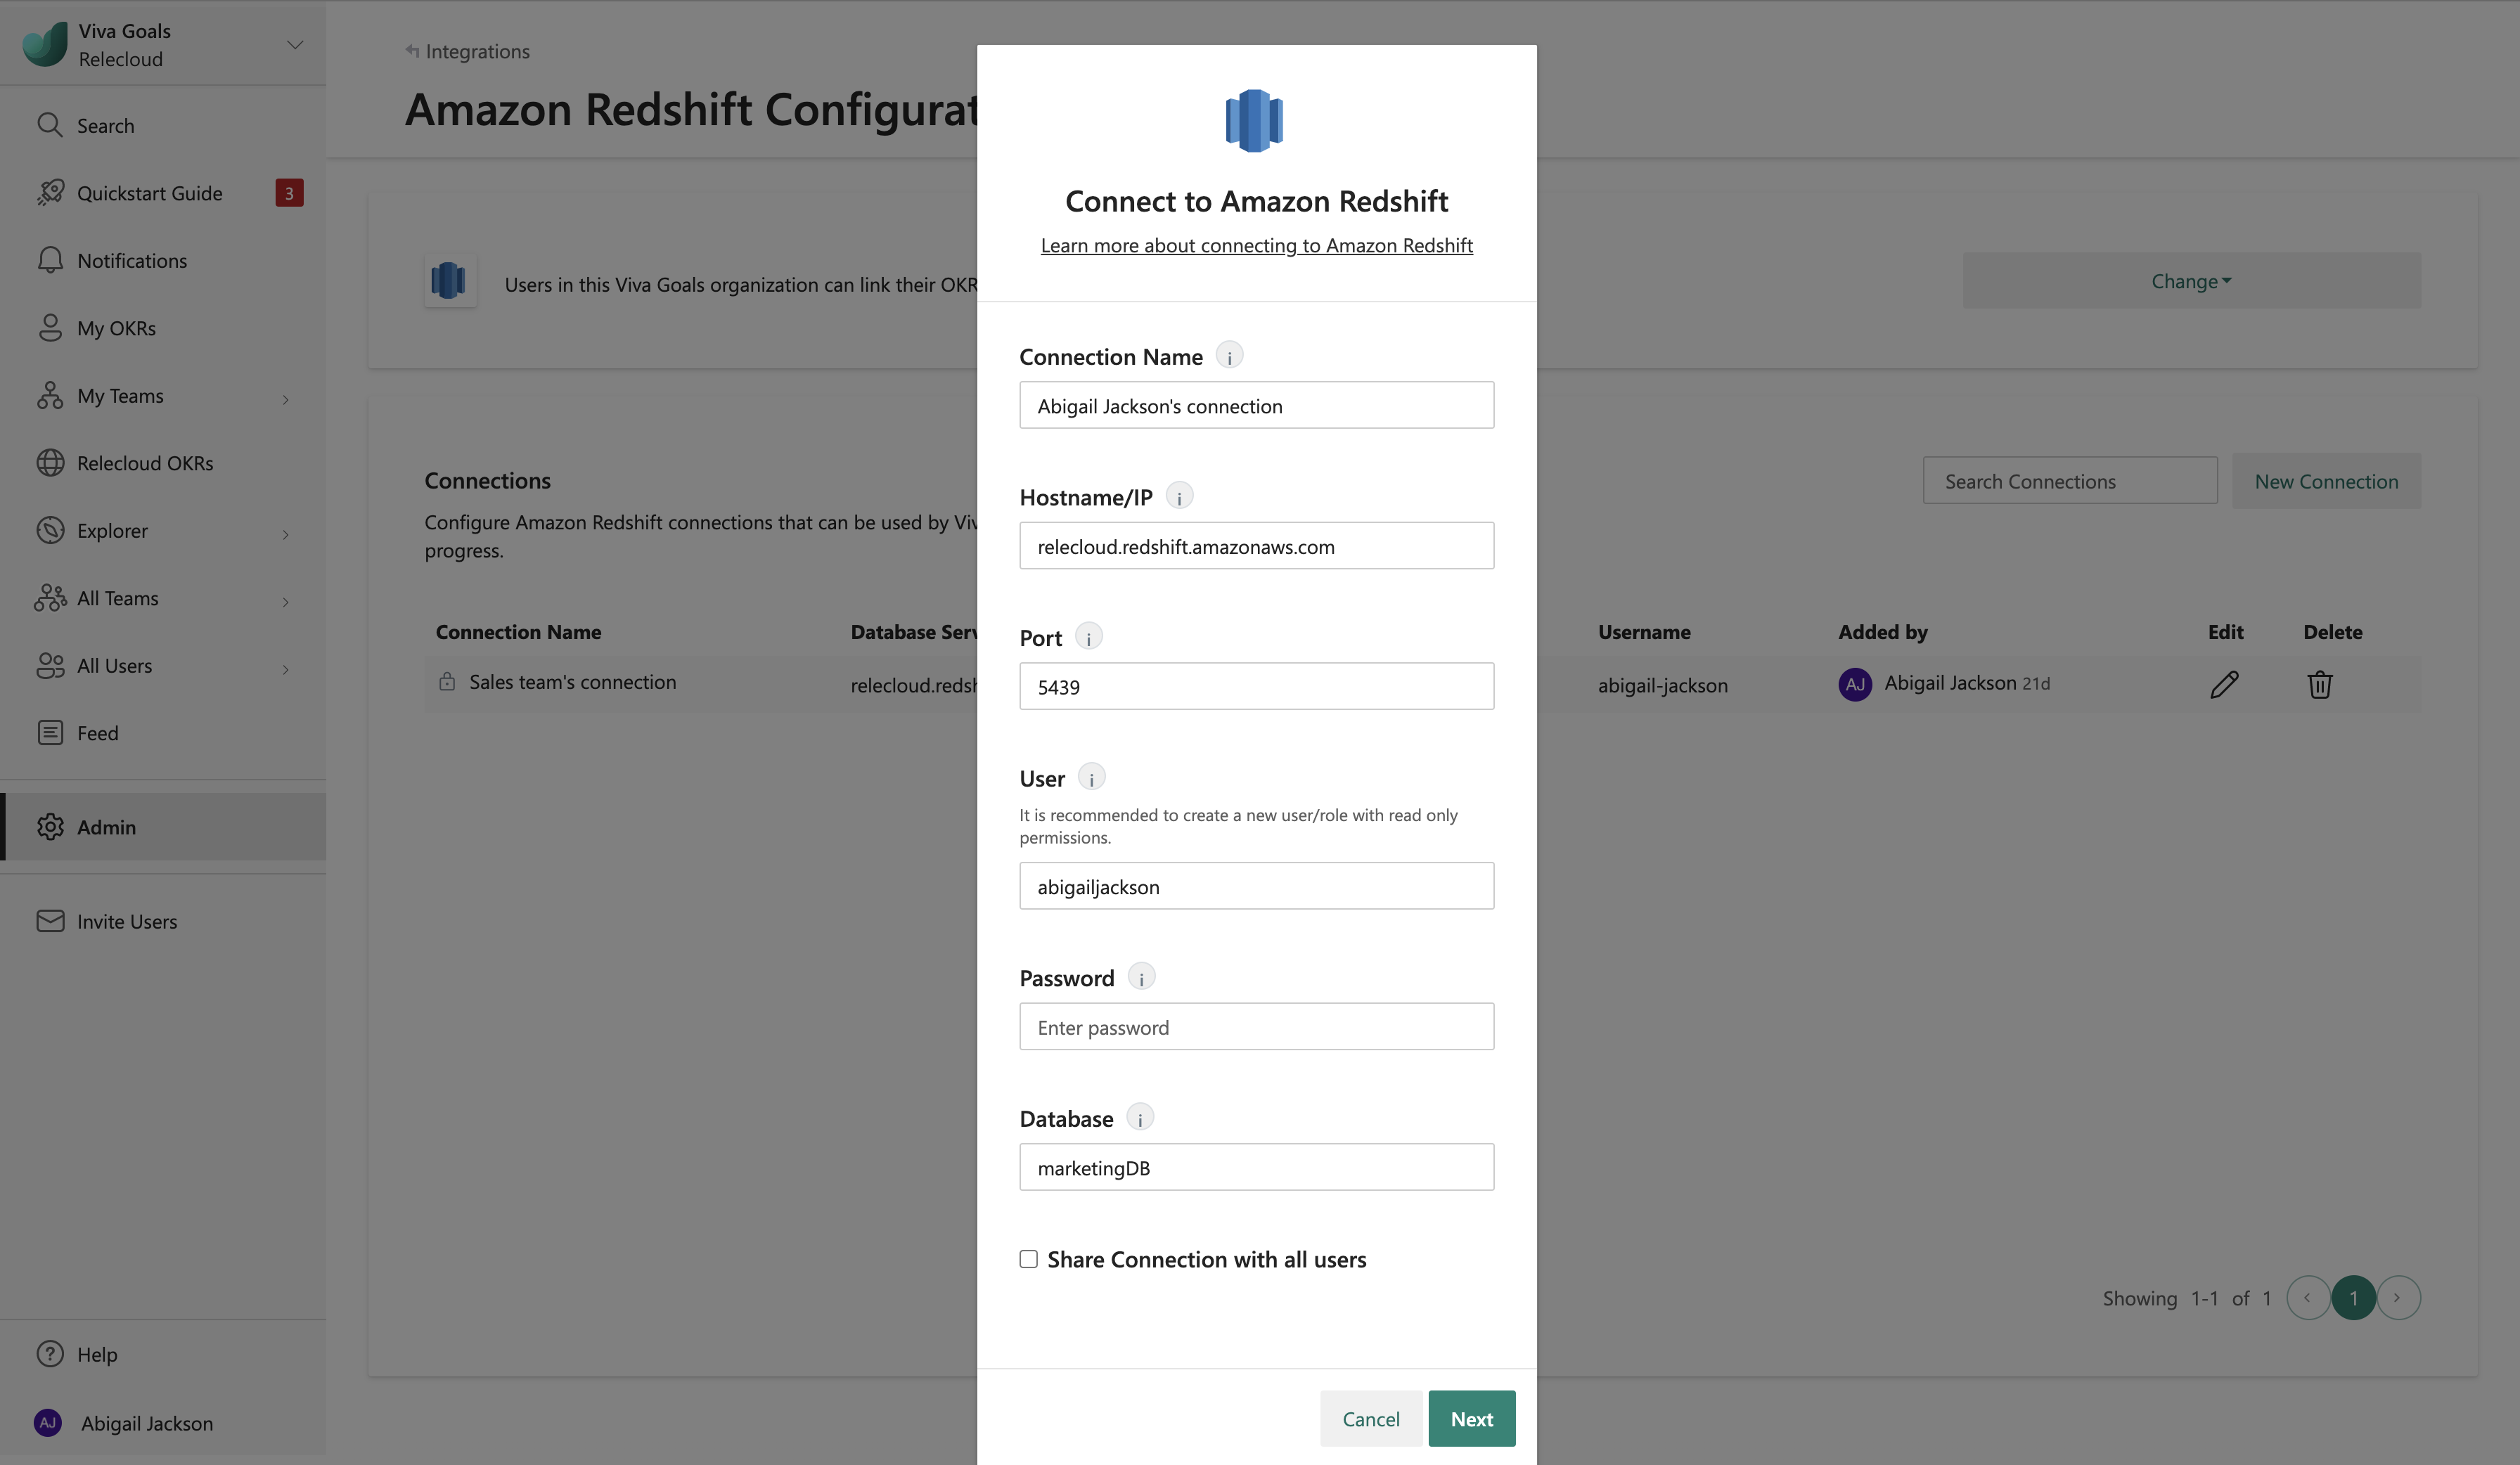 Viva Goals
Relecloud
Search
Quickstart Guide 3
Notifications
My OKRs
My Teams
Relecloud OKRs
Explorer
All Teams
All Users
Feed
Admin
Invite Users
Help
AJ Abigail Jackson
Integrations
Amazon Redshift Configurat
Users in this Viva Goals organization can link their OKR
Change
Connections
Configure Amazon Redshift connections that can be used by Viv
progress.
Search Connections
New Connection
Connection Name Database Serv Username Added by Edit Delete
Sales team's connection relecloud.redsh abigail-jackson AJ Abigail Jackson 21d
Showing 1-1 of 1 1
Connect to Amazon Redshift
Learn more about connecting to Amazon Redshift
Connection Name i
Abigail Jackson's connection
Hostname/IP i
relecloud.redshift.amazonaws.com
Port i
5439
User i
It is recommended to create a new user/role with read only
permissions.
abigailjackson
Password i
Enter password
Database i
marketingDB
Share Connection with all users
Cancel
Next